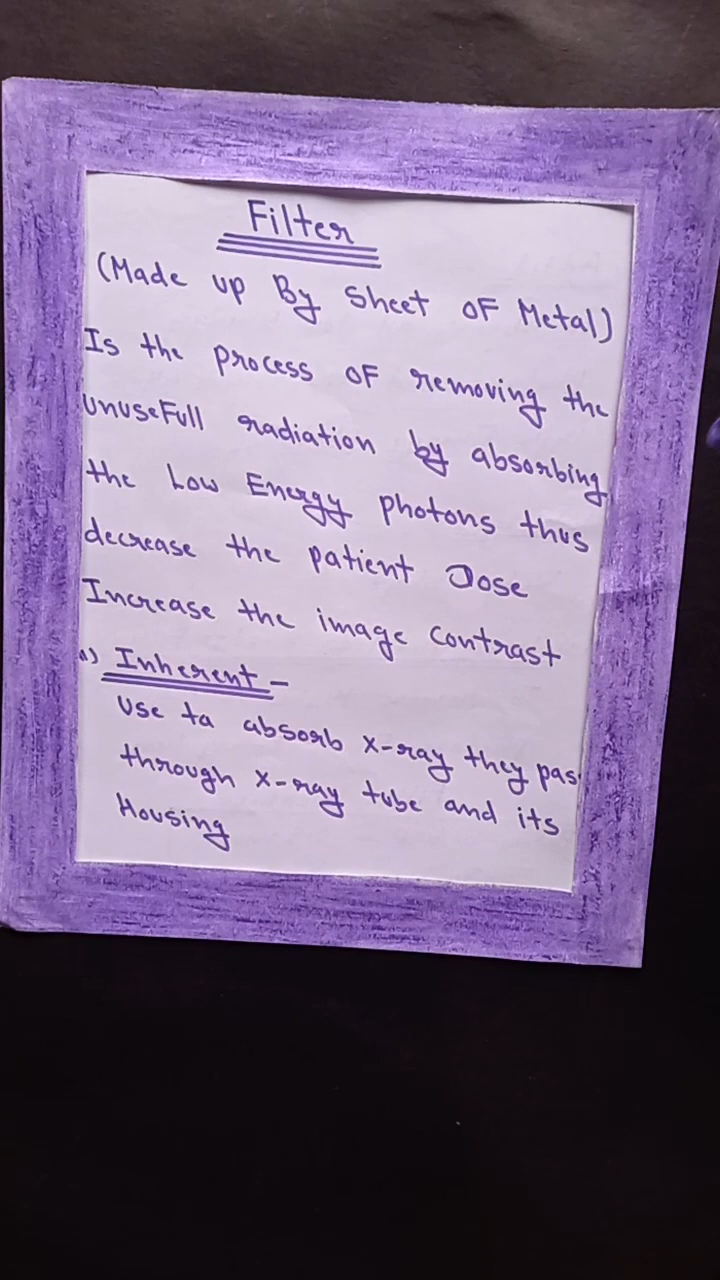 Filter
(Made up By Sheet OF Metal)
Is the process OF removing the
UnuseFull radiation by absorbing
the Low Energy photons thus
decrease the patient Dose
Increase the image contrast
1) Inherent -
Use ta absorb x-ray they pas
through x-ray tube and its
Housing